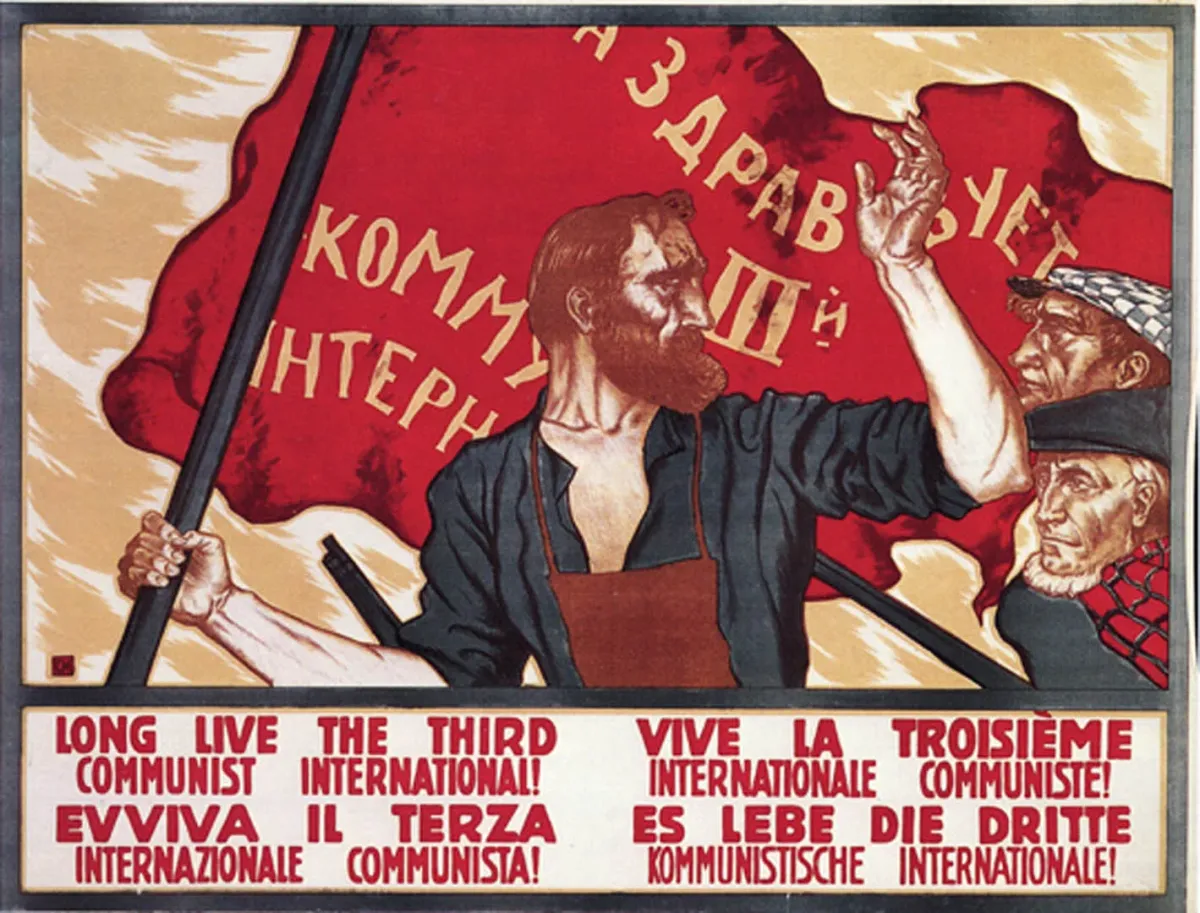 А ЗДРАВ УЕТ
III й
КОММУ
ИНТЕРН
LONG LIVE THE THIRD
COMMUNIST INTERNATIONAL!
EVVIVA IL TERZA
INTERNAZIONALE COMMUNISTA!
VIVE LA TROISIÈME
INTERNATIONALE COMMUNISTE!
ES LEBE DIE DRITTE
KOMMUNISTISCHE INTERNATIONALE!